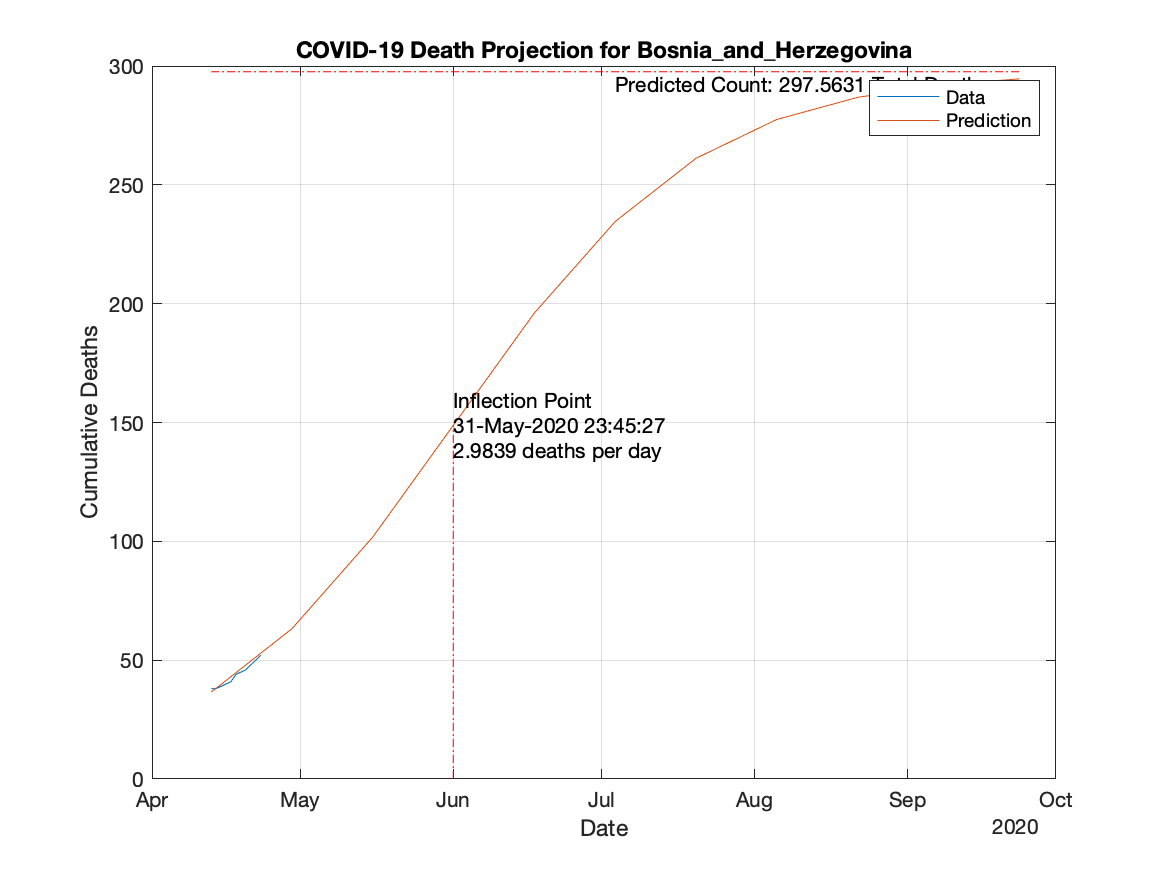 COVID-19 Death Projection for Bosnia_and_Herzegovina
300
250
200
150
100
50
0
Cumulative Deaths
Predicted Count: 297.5631
Data
Prediction
Inflection Point
31-May-2020 23:45:27
2.9839 deaths per day
Apr May Jun Jul Aug Sep Oct
Date
2020